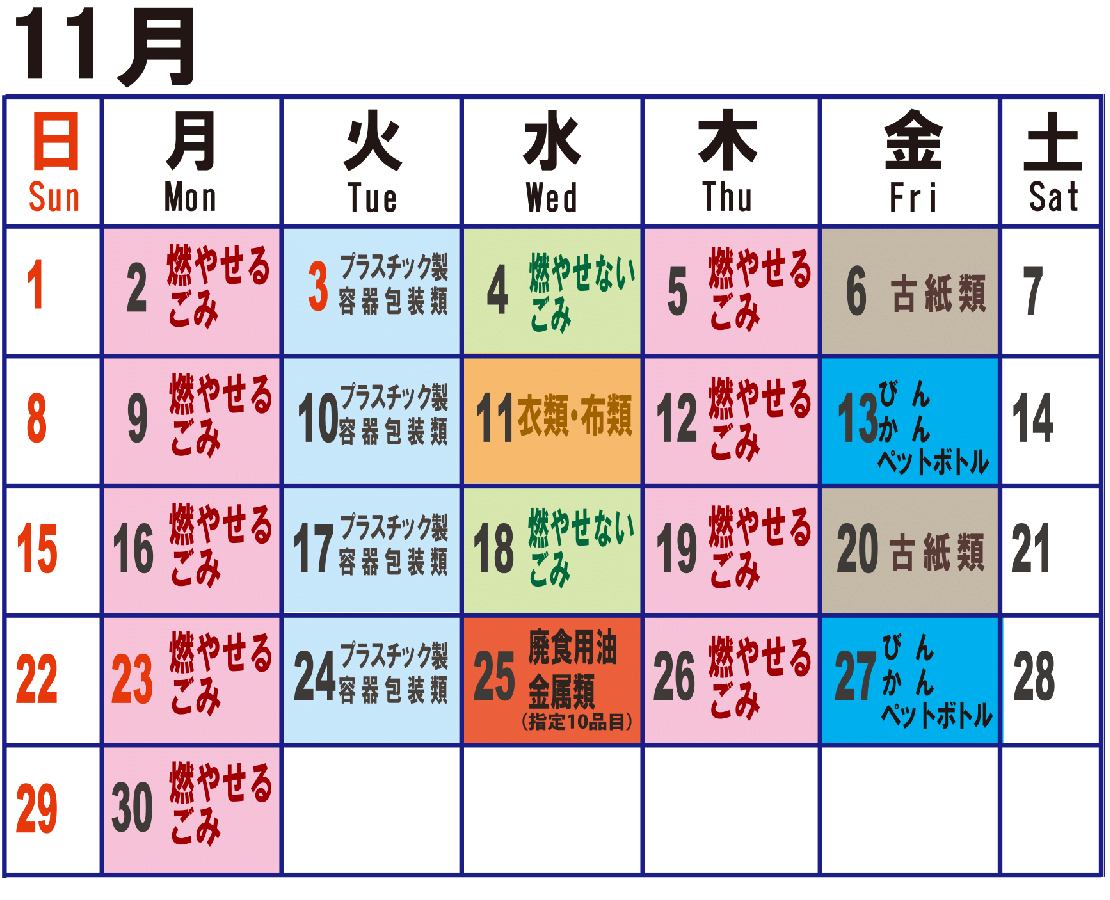 11月
日 月 火 水 木 金 土
Sun Mon Tue Wed Thu Fri Sat
1
2 燃やせる
ごみ
3 プラスチック製
容器包装類
4 燃やせない
ごみ
5 燃やせる
ごみ
6 古紙類
7
8
9 燃やせる
ごみ
10 プラスチック製
容器包装類
11 衣類・布類
12 燃やせる
ごみ
13 びん
かん
ペットボトル
14
15
16 燃やせる
ごみ
17 プラスチック製
容器包装類
18 燃やせない
ごみ
19 燃やせる
ごみ
20 古紙類
21
22
23 燃やせる
ごみ
24 プラスチック製
容器包装類
25 廃食用油
金属類
（指定10品目）
26 燃やせる
ごみ
27 びん
かん
ペットボトル
28
29
30 燃やせる
ごみ